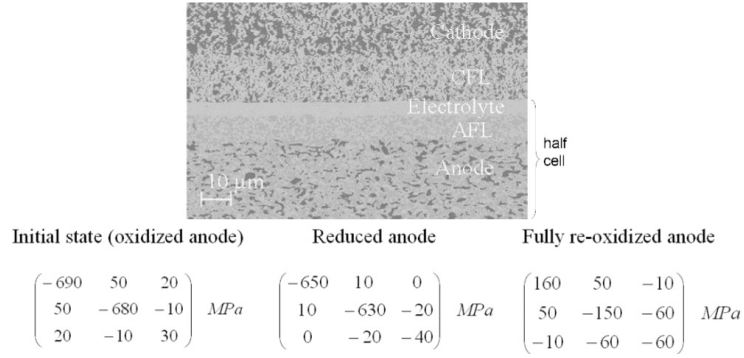 Cathode
CFL
Electrolyte
AFL
Anode
10 µm
half
cell
Initial state (oxidized anode)
Reduced anode
Fully re-oxidized anode
−690 50 20
50 −680 −10
20 −10 30
MPa
−650 10 0
10 −630 −20
0 −20 −40
MPa
160 50 −10
50 −150 −60
−10 −60 −60
MPa